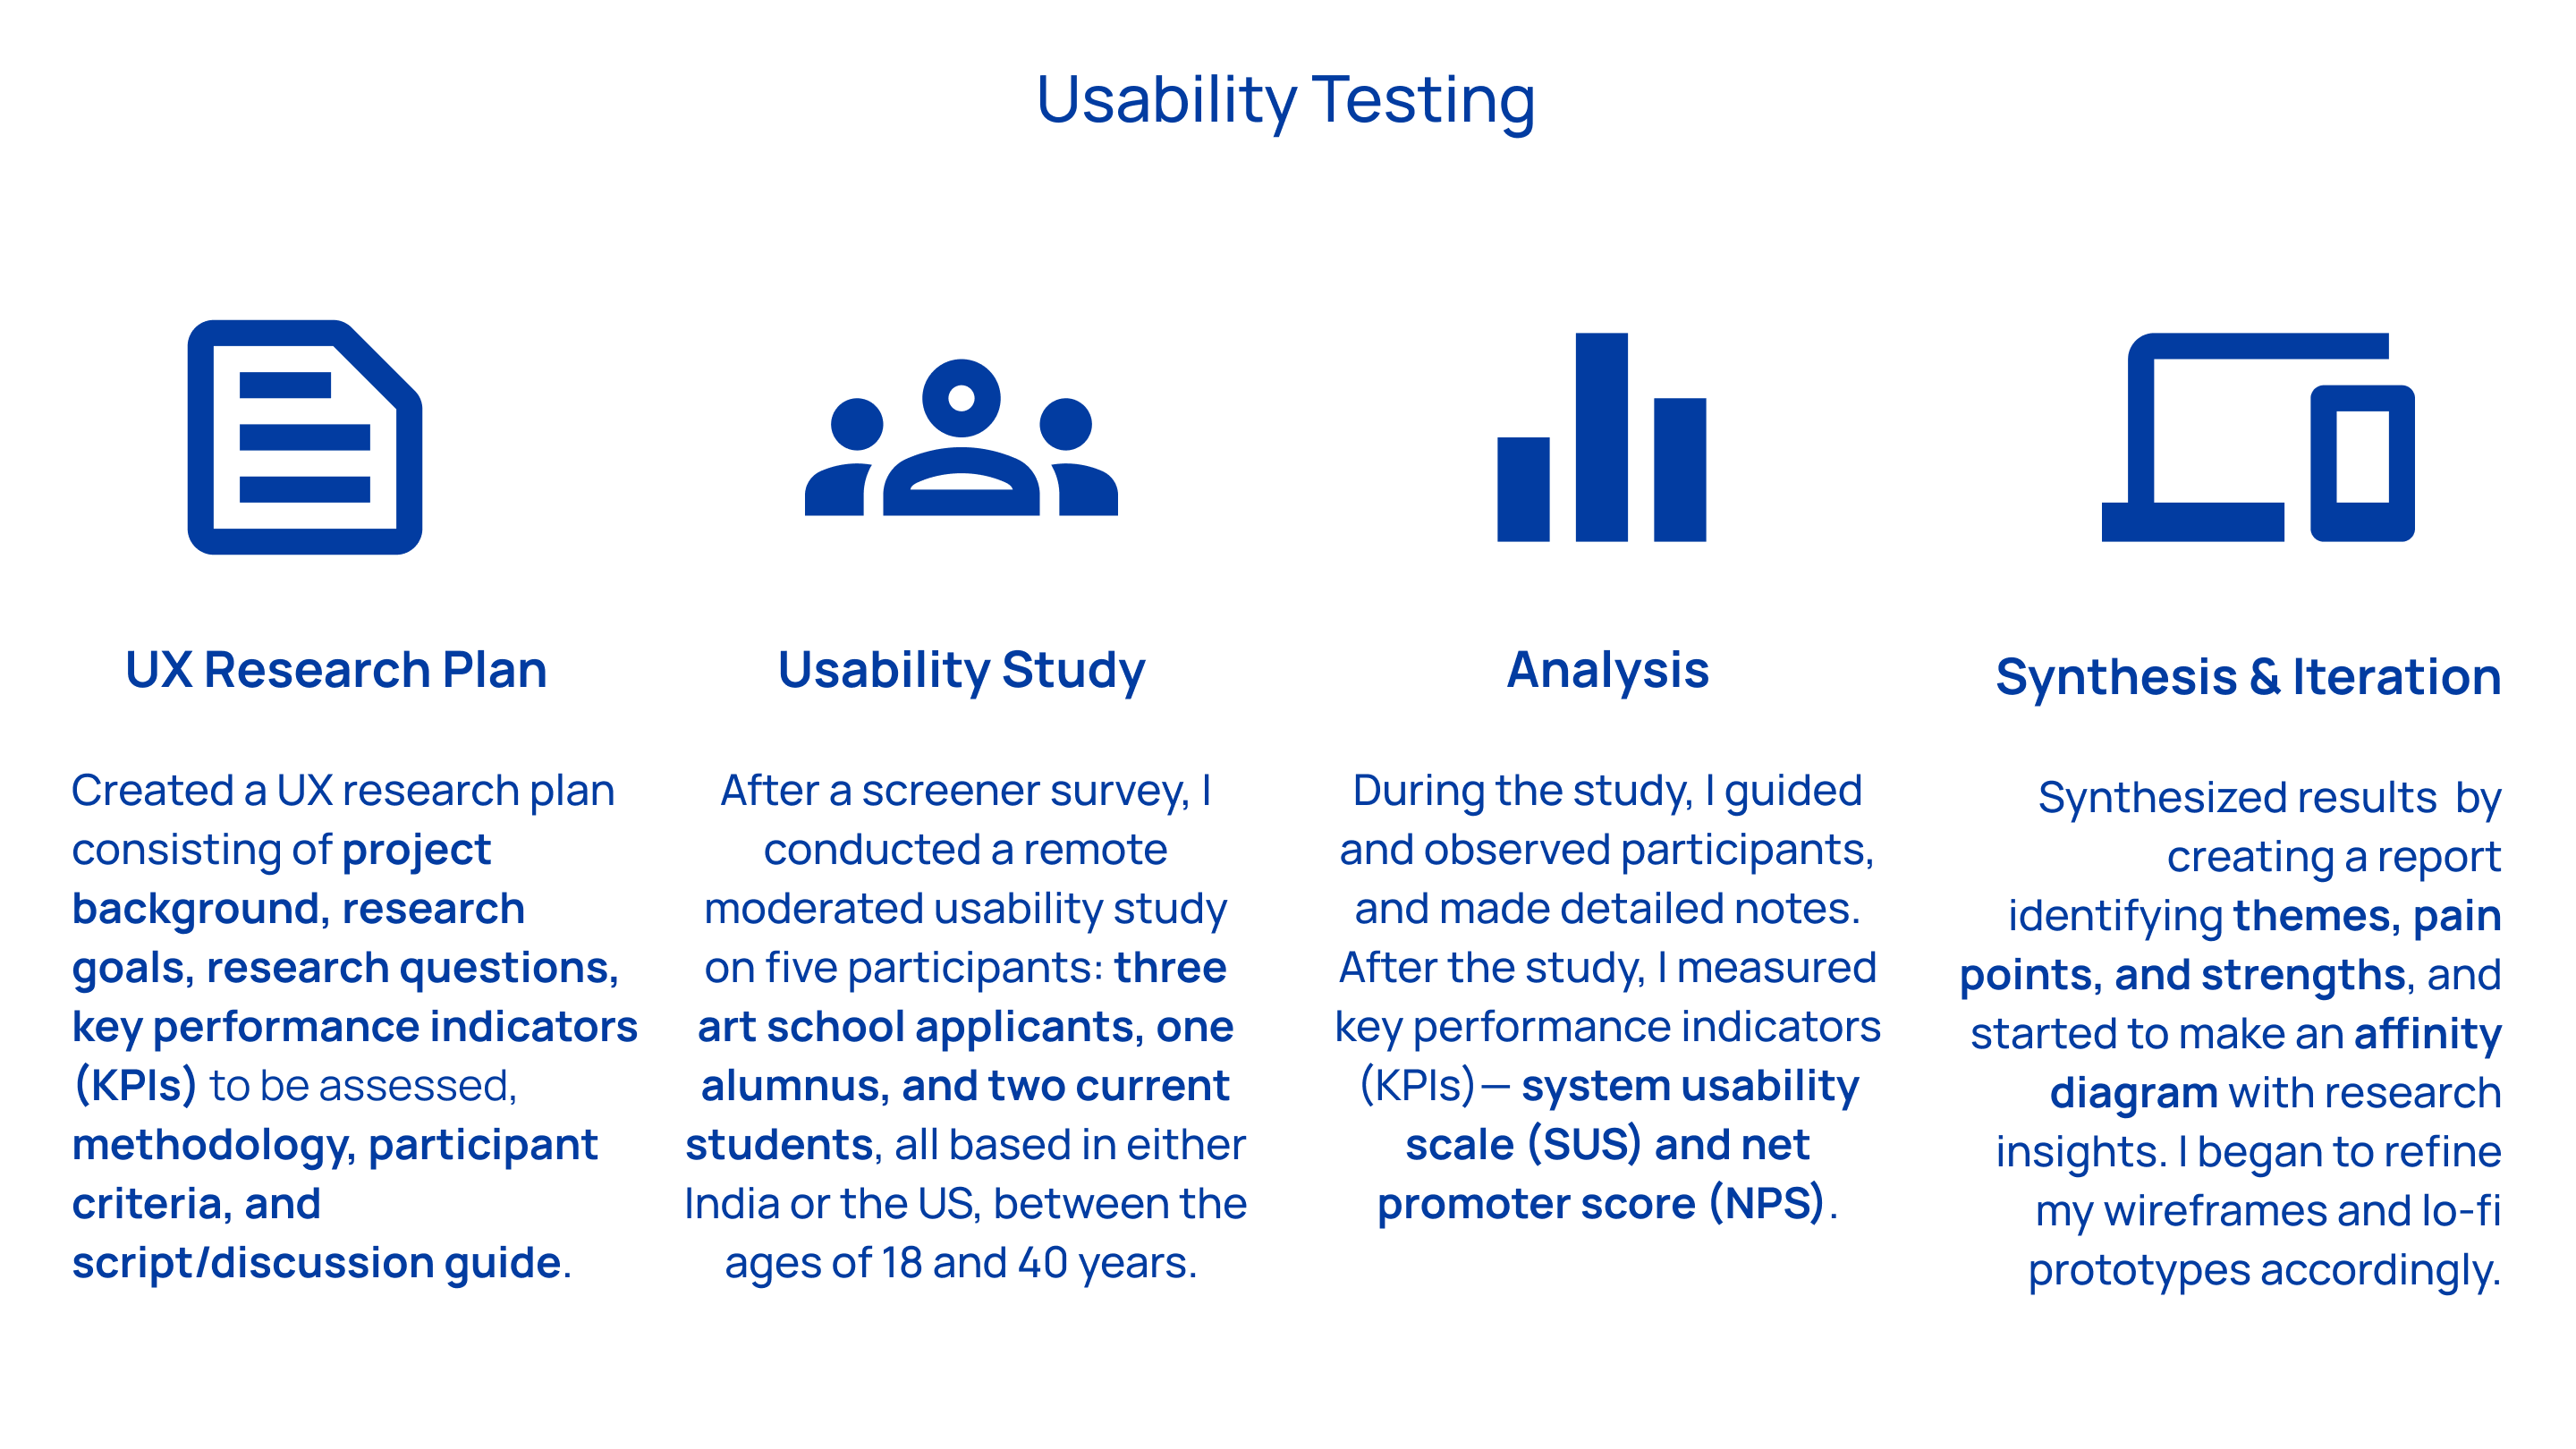 Usability Testing
UX Research Plan
Created a UX research plan
consisting of project
background, research
goals, research questions,
key performance indicators
(KPIs) to be assessed,
methodology, participant
criteria, and
script/discussion guide.
Usability Study
After a screener survey, I
conducted a remote
moderated usability study
on five participants: three
art school applicants, one
alumnus, and two current
students, all based in either
India or the US, between the
ages of 18 and 40 years.
Analysis
During the study, I guided
and observed participants,
and made detailed notes.
After the study, I measured
key performance indicators
(KPIs)— system usability
scale (SUS) and net
promoter score (NPS).
Synthesis & Iteration
Synthesized results  by
creating a report
identifying themes, pain
points, and strengths, and
started to make an affinity
diagram with research
insights. I began to refine
my wireframes and lo-fi
prototypes accordingly.